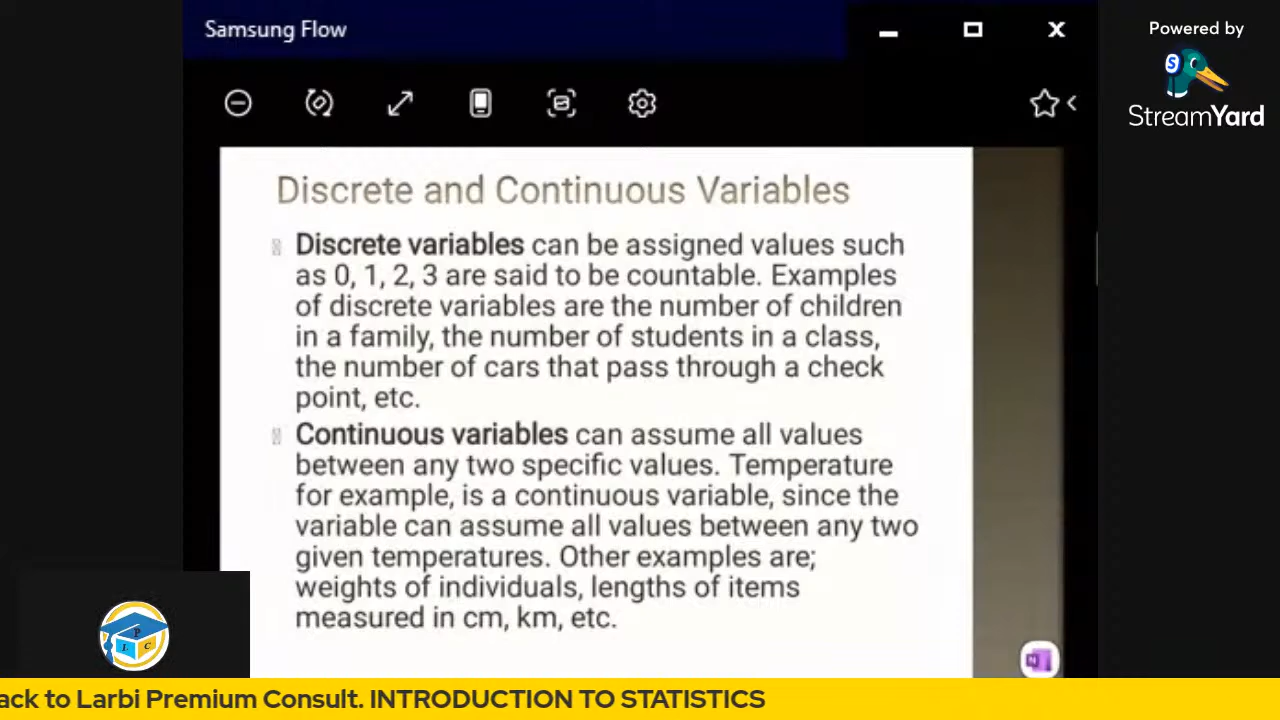 Samsung Flow
Powered by
StreamYard
Discrete and Continuous Variables
Discrete variables can be assigned values such
as 0, 1, 2, 3 are said to be countable. Examples
of discrete variables are the number of children
in a family, the number of students in a class,
the number of cars that pass through a check
point, etc.
Continuous variables can assume all values
between any two specific values. Temperature
for example, is a continuous variable, since the
variable can assume all values between any two
given temperatures. Other examples are;
weights of individuals, lengths of items
measured in cm, km, etc.
P
L C
N
ack to Larbi Premium Consult. INTRODUCTION TO STATISTICS